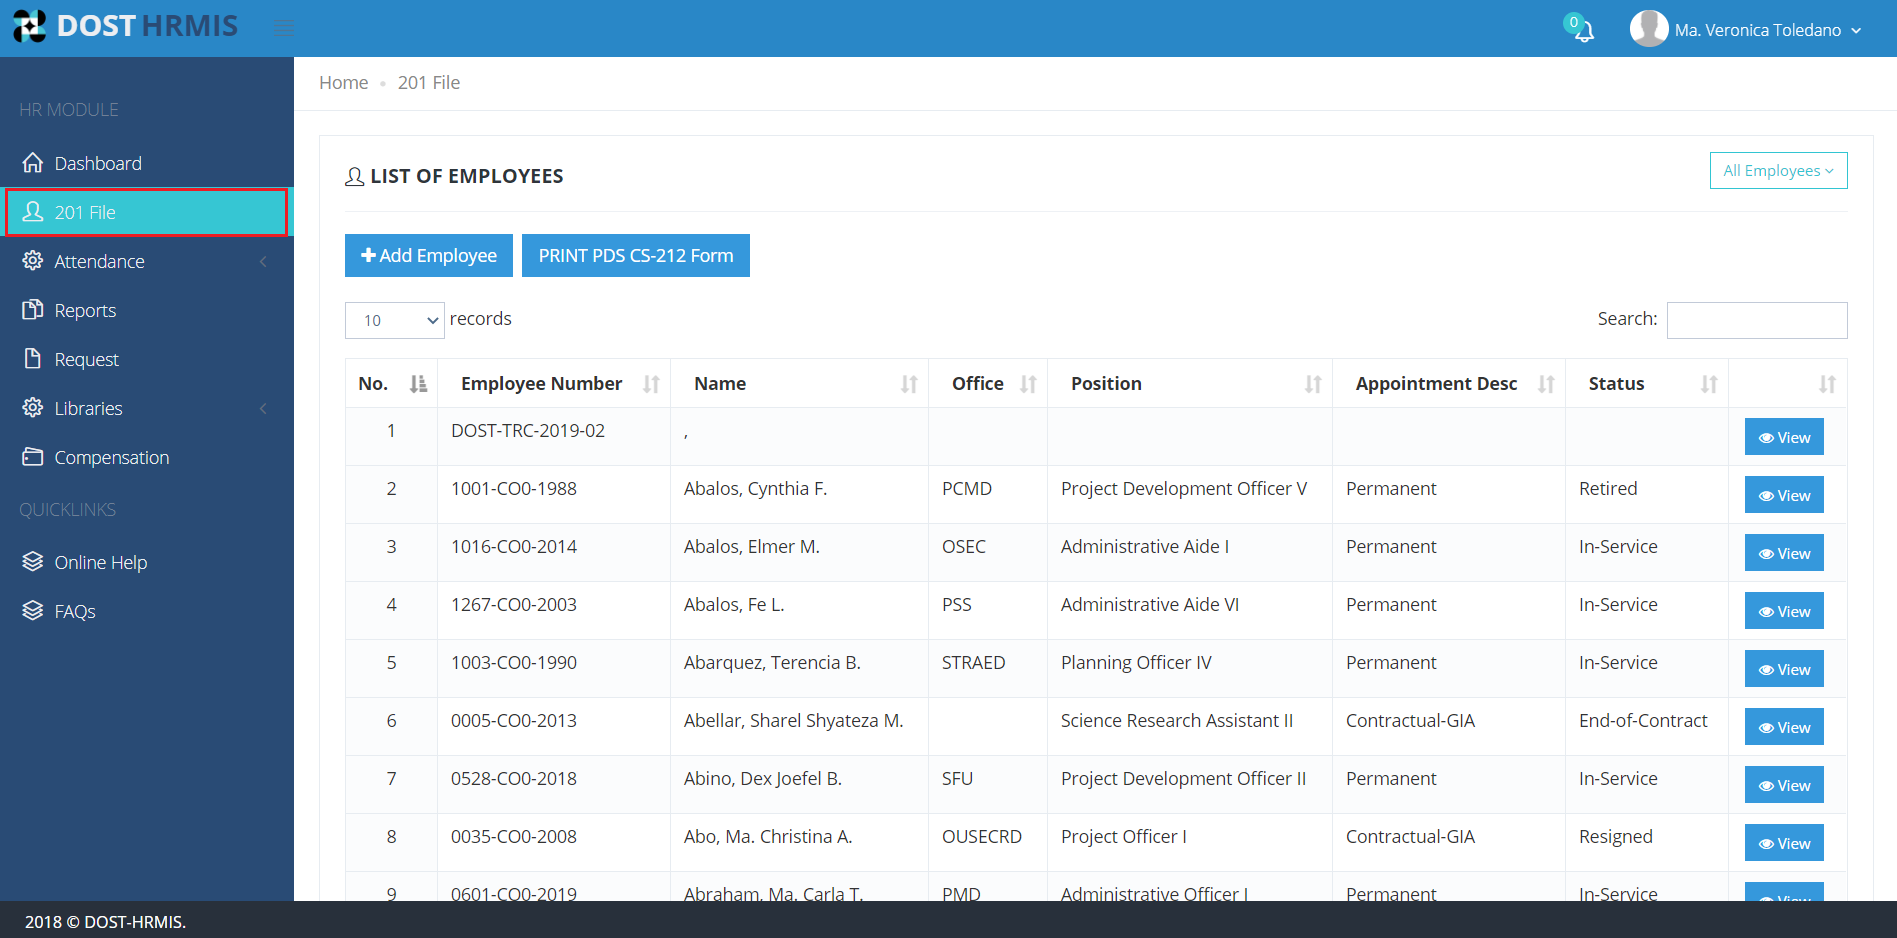 DOST HRMIS
0
Ma. Veronica Toledano
HR MODULE
Dashboard
201 File
Attendance
Reports
Request
Libraries
Compensation
QUICKLINKS
Online Help
FAQs
Home • 201 File
LIST OF EMPLOYEES
All Employees
Add Employee
PRINT PDS CS-212 Form
10 records
Search:
No. Employee Number Name Office Position Appointment Desc Status
1 DOST-TRC-2019-02 , View
2 1001-CO0-1988 Abalos, Cynthia F. PCMD Project Development Officer V Permanent Retired View
3 1016-CO0-2014 Abalos, Elmer M. OSEC Administrative Aide I Permanent In-Service View
4 1267-CO0-2003 Abalos, Fe L. PSS Administrative Aide VI Permanent In-Service View
5 1003-CO0-1990 Abarquez, Terencia B. STRAED Planning Officer IV Permanent In-Service View
6 0005-CO0-2013 Abellar, Sharel Shyateza M. Science Research Assistant II Contractual-GIA End-of-Contract View
7 0528-CO0-2018 Abino, Dex Joefel B. SFU Project Development Officer II Permanent In-Service View
8 0035-CO0-2008 Abo, Ma. Christina A. OUSECRD Project Officer I Contractual-GIA Resigned View
9 0601-CO0-2019 Abraham, Ma. Carla T. PMD Administrative Officer I Permanent In-Service View
2018 © DOST-HRMIS.